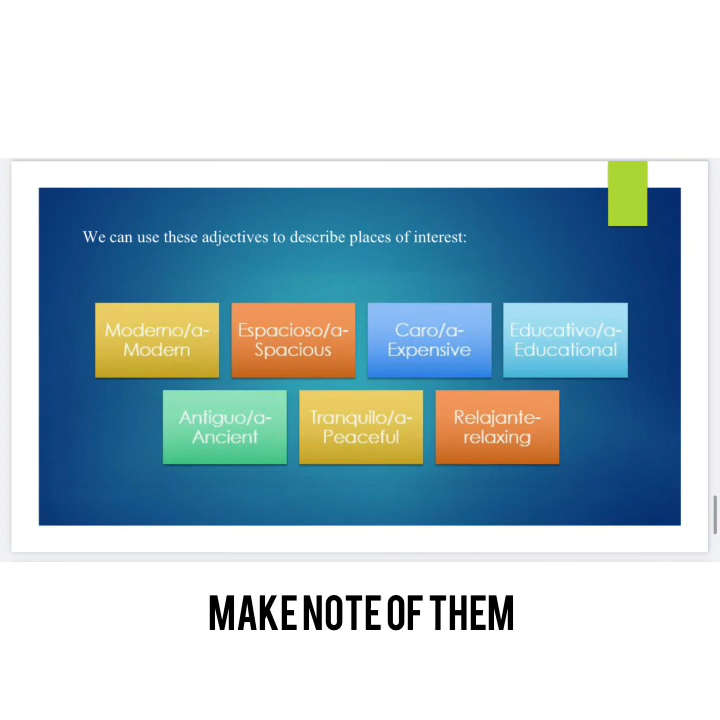 We can use these adjectives to describe places of interest:
Moderno/a-
Modern
Espacioso/a-
Spacious
Caro/a-
Expensive
Educativo/a-
Educational
Antiguo/a-
Ancient
Tranquilo/a-
Peaceful
Relajante-
relaxing
MAKE NOTE OF THEM